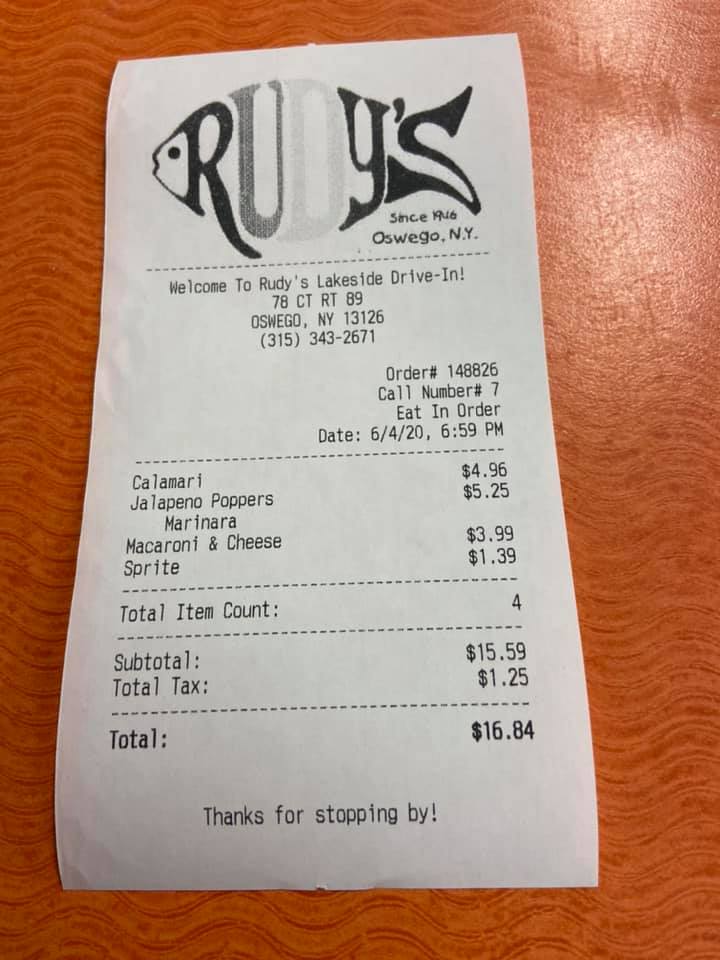 RUDY'S
Since 1946
Oswego, N.Y.
Welcome To Rudy's Lakeside Drive-In!
78 CT RT 89
OSWEGO, NY 13126
(315) 343-2671
Order# 148826
Call Number# 7
Eat In Order
Date: 6/4/20, 6:59 PM
Calamari $4.96
Jalapeno Poppers $5.25
Marinara
Macaroni & Cheese $3.99
Sprite $1.39
Total Item Count: 4
Subtotal: $15.59
Total Tax: $1.25
Total: $16.84
Thanks for stopping by!